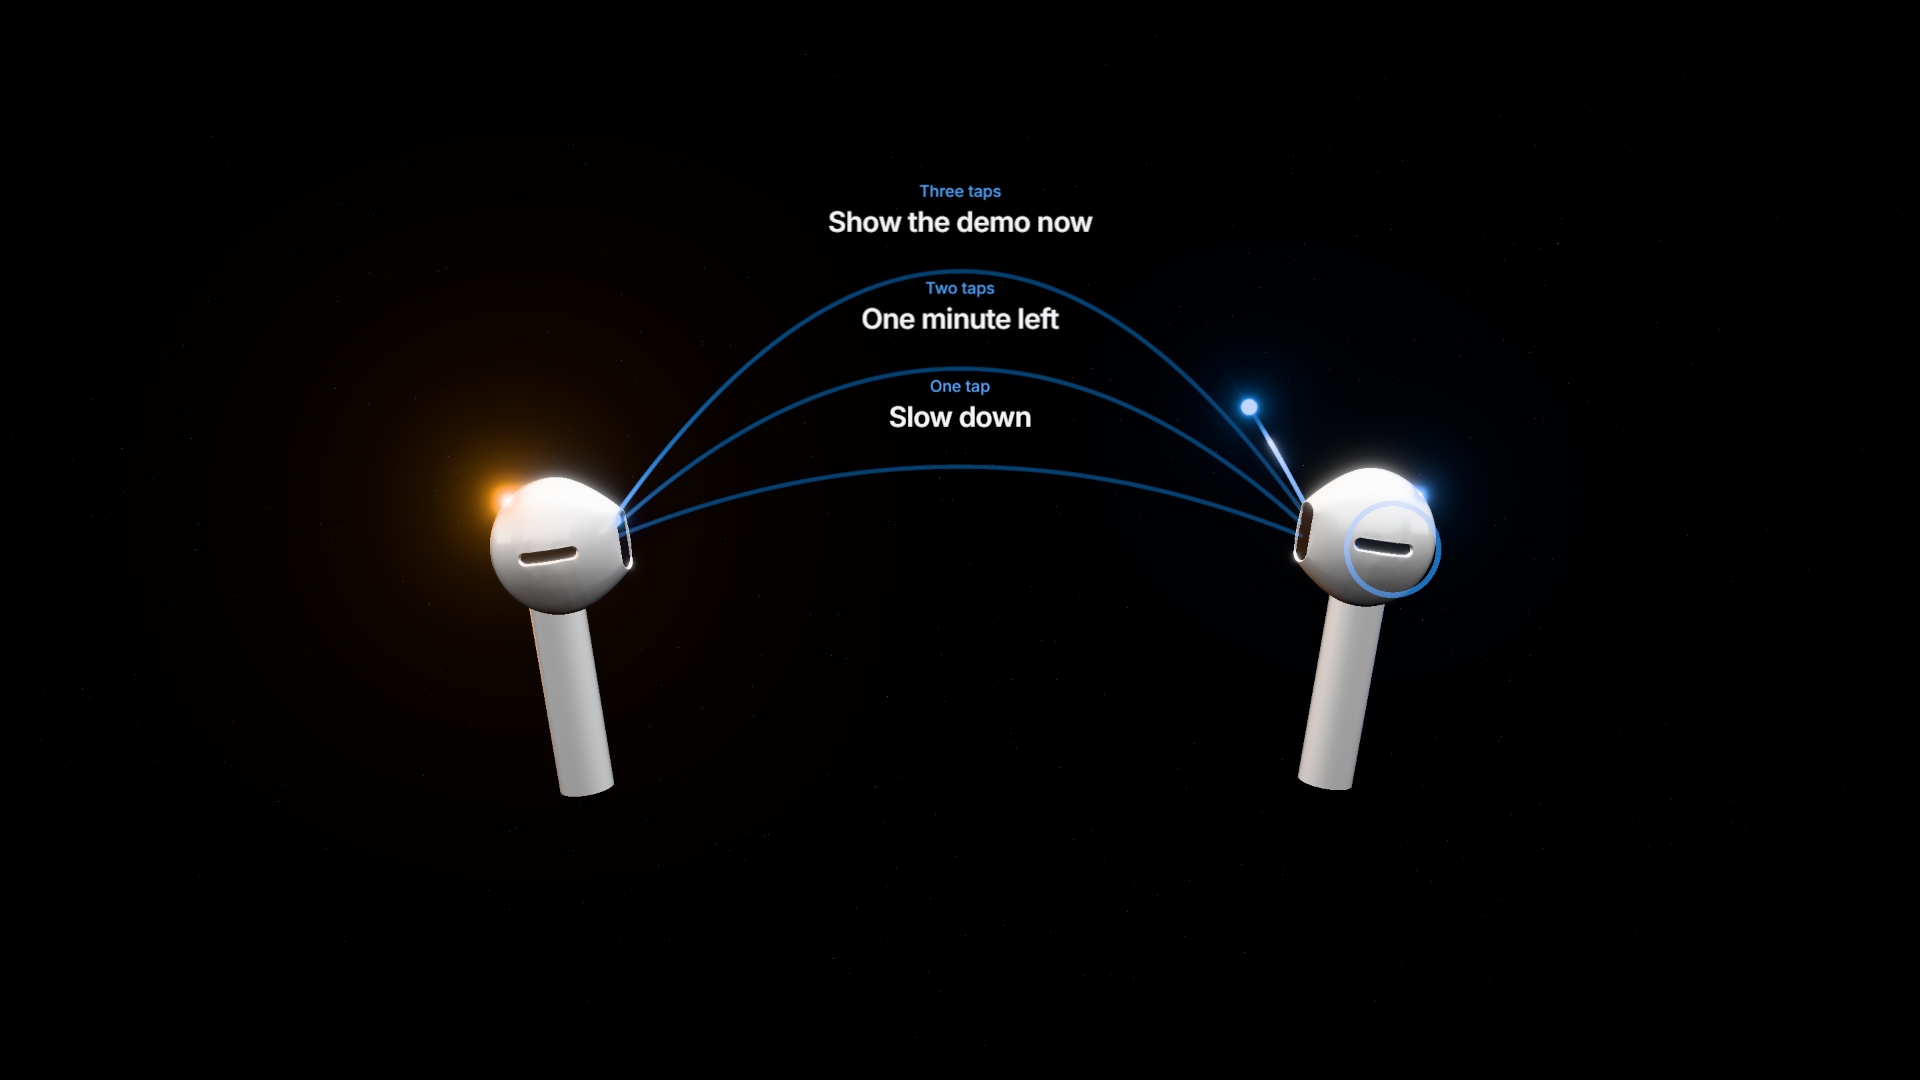 Three taps
Show the demo now
Two taps
One minute left
One tap
Slow down